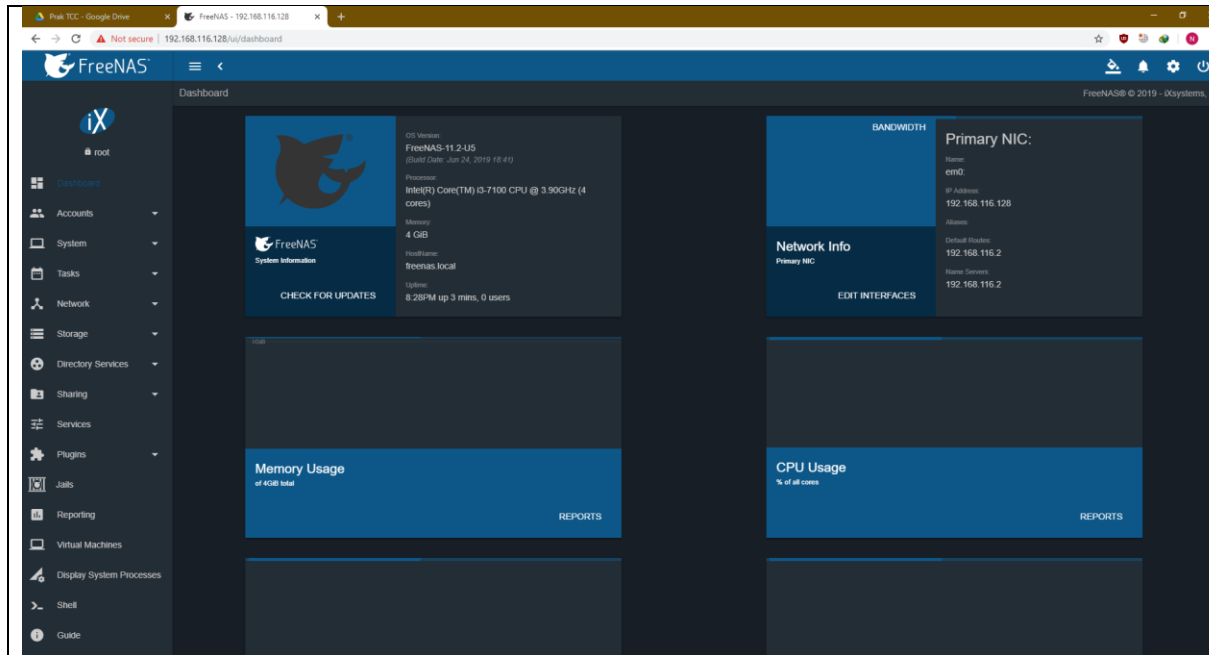 Prak TCC - Google Drive
FreeNAS - 192.168.116.128
Not secure | 192.168.116.128/ui/dashboard
FreeNAS
Dashboard
FreeNAS® © 2019 - iXsystems,
iX
root
Dashboard
Accounts
System
Tasks
Network
Storage
Directory Services
Sharing
Services
Plugins
Jails
Reporting
Virtual Machines
Display System Processes
Shell
Guide
FreeNAS
System Information
CHECK FOR UPDATES
OS Version:
FreeNAS-11.2-U5
(Build Date: Jun 24, 2019 18:41)
Processor:
Intel(R) Core(TM) i3-7100 CPU @ 3.90GHz (4
cores)
Memory:
4 GiB
HostName:
freenas.local
Uptime:
8:28PM up 3 mins, 0 users
BANDWIDTH
Network Info
Primary NIC
EDIT INTERFACES
Primary NIC:
Name:
em0:
IP Address:
192.168.116.128
Aliases:
Default Routes:
192.168.116.2
Name Servers:
192.168.116.2
Memory Usage
of 4GiB total
REPORTS
CPU Usage
% of all cores
REPORTS